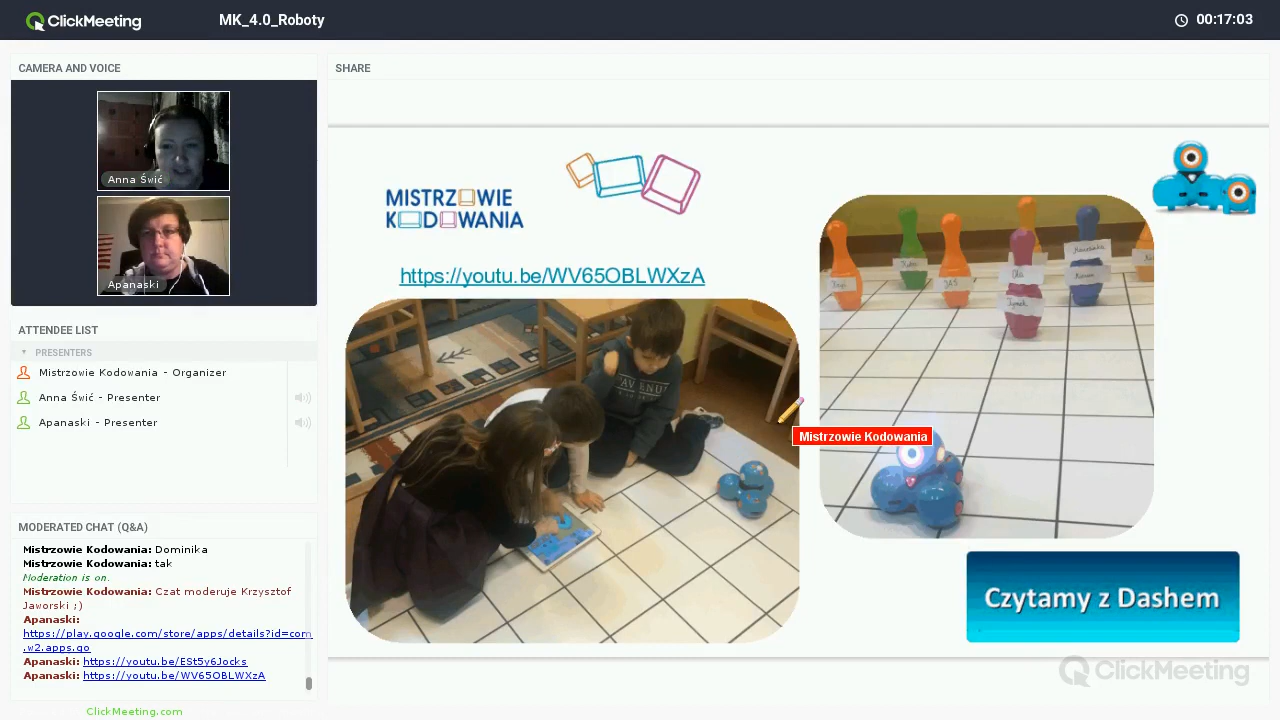 ClickMeeting
MK_4.0_Roboty
00:17:03
CAMERA AND VOICE
Anna Świć
Apanaski
ATTENDEE LIST
PRESENTERS
Mistrzowie Kodowania - Organizer
Anna Świć - Presenter
Apanaski - Presenter
MODERATED CHAT (Q&A)
Mistrzowie Kodowania: Dominika
Mistrzowie Kodowania: tak
Moderation is on.
Mistrzowie Kodowania: Czat moderuje Krzysztof
Jaworski ;)
Apanaski:
https://play.google.com/store/apps/details?id=com
.w2.apps.go
Apanaski: https://youtu.be/ESt5y6Jocks
Apanaski: https://youtu.be/WV65OBLWXzA
ClickMeeting.com
SHARE
MISTRZOWIE
KODOWANIA
https://youtu.be/WV65OBLWXzA
Ola
Mistrzowie Kodowania
Czytamy z Dashem
ClickMeeting